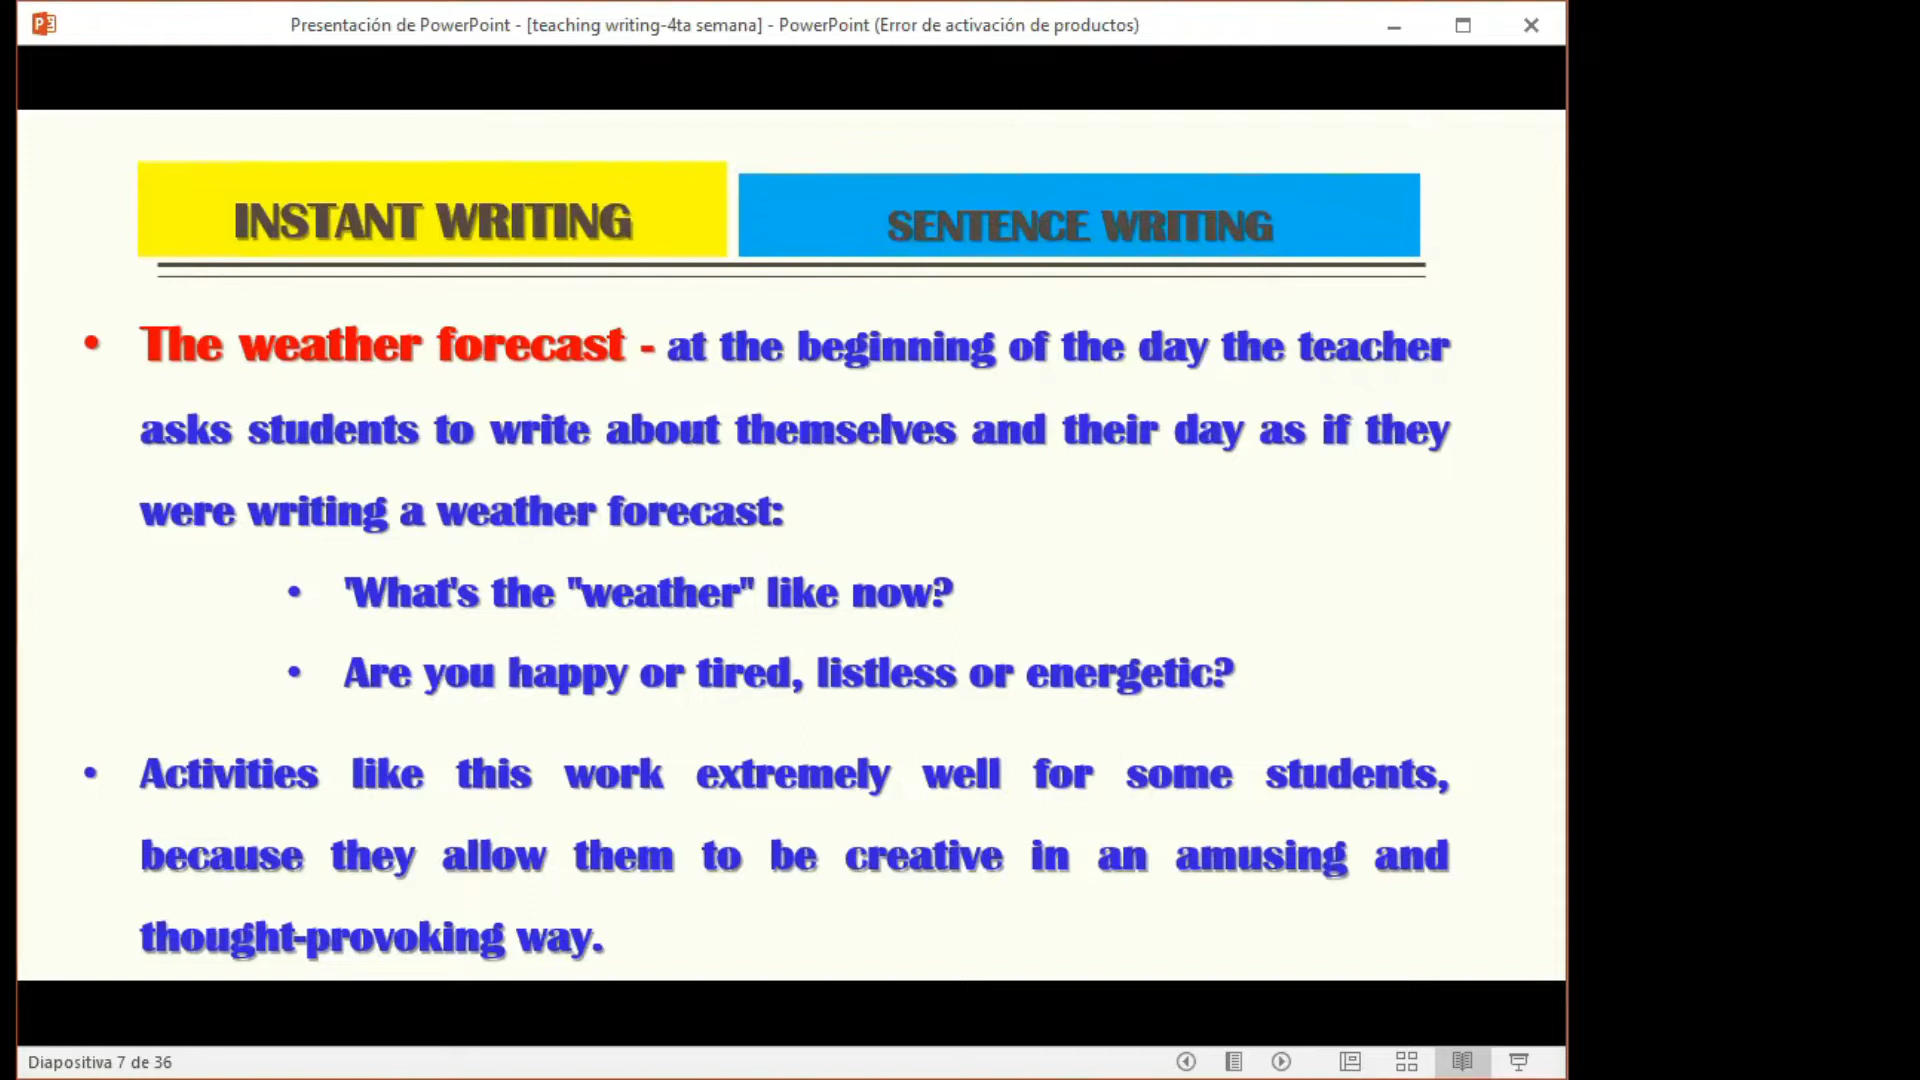 Presentación de PowerPoint - [teaching writing-4ta semana] - PowerPoint (Error de activación de productos)
INSTANT WRITING
SENTENCE WRITING
• The weather forecast - at the beginning of the day the teacher
asks students to write about themselves and their day as if they
were writing a weather forecast:
• 'What's the "weather" like now?
• Are you happy or tired, listless or energetic?
• Activities like this work extremely well for some students,
because they allow them to be creative in an amusing and
thought-provoking way.
Diapositiva 7 de 36